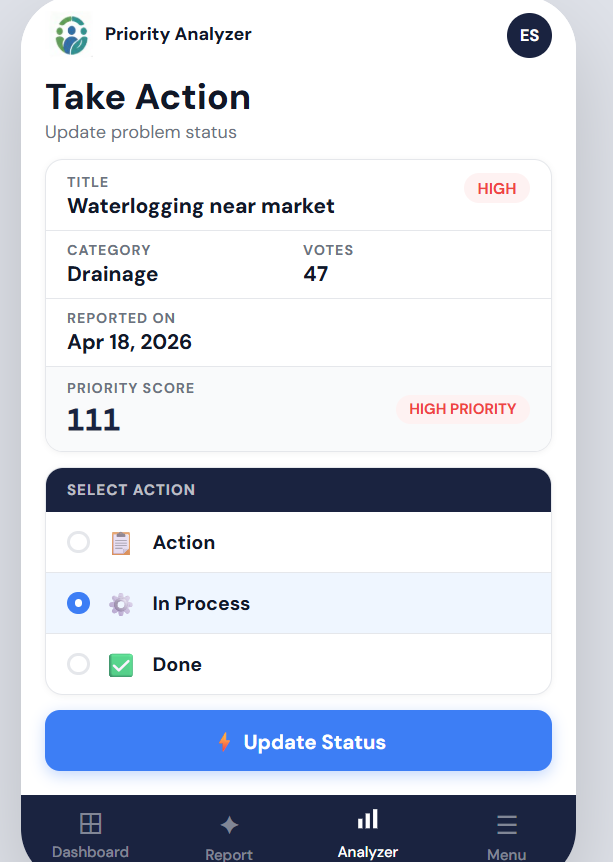 Priority Analyzer
ES
Take Action
Update problem status
TITLE
HIGH
Waterlogging near market
CATEGORY
VOTES
Drainage
47
REPORTED ON
Apr 18, 2026
PRIORITY SCORE
111
HIGH PRIORITY
SELECT ACTION
Action
In Process
Done
Update Status
Dashboard
Report
Analyzer
Menu